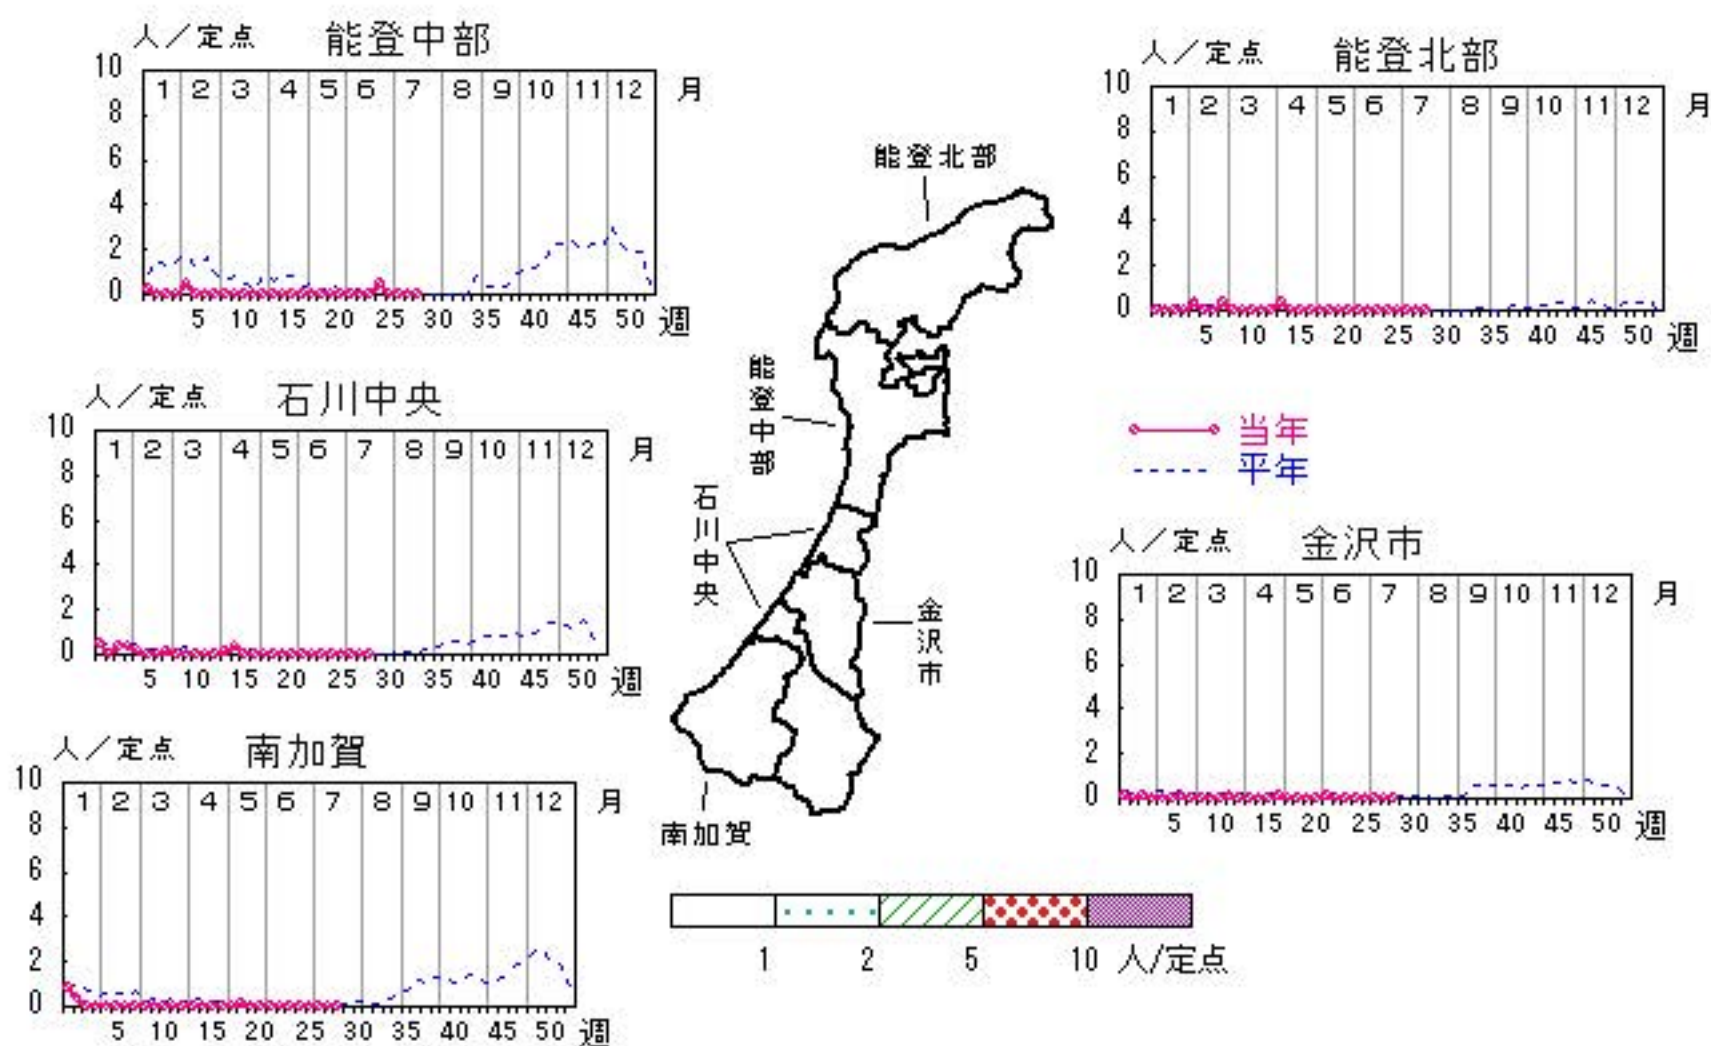 人／定点 能登中部
10 8 6 4 2 0
1 2 3 4 5 6 7 8 9 10 11 12 月
5 10 15 20 25 30 35 40 45 50 週
人／定点 能登北部
10 8 6 4 2 0
1 2 3 4 5 6 7 8 9 10 11 12 月
5 10 15 20 25 30 35 40 45 50 週
人／定点 石川中央
10 8 6 4 2 0
1 2 3 4 5 6 7 8 9 10 11 12 月
5 10 15 20 25 30 35 40 45 50 週
能登北部
能登中部
石川中央
金沢市
南加賀
当年
平年
人／定点 金沢市
10 8 6 4 2 0
1 2 3 4 5 6 7 8 9 10 11 12 月
5 10 15 20 25 30 35 40 45 50 週
人／定点 南加賀
10 8 6 4 2 0
1 2 3 4 5 6 7 8 9 10 11 12 月
5 10 15 20 25 30 35 40 45 50 週
1 2 5 10 人/定点